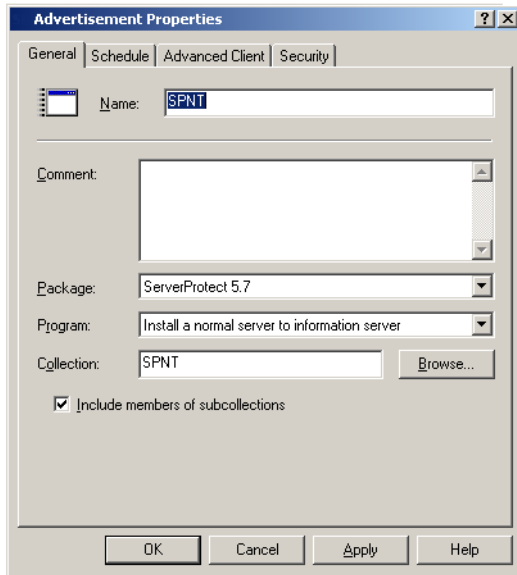 Advertisement Properties
General Schedule Advanced Client Security
Name: SPNT
Comment:
Package: ServerProtect 5.7
Program: Install a normal server to information server
Collection: SPNT Browse...
Include members of subcollections
OK Cancel Apply Help